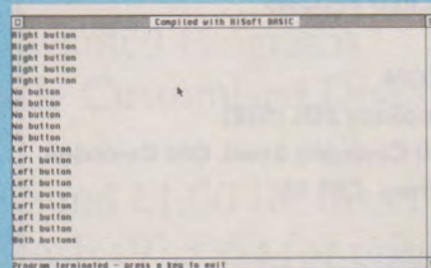 Compiled with HiSoft BASIC
Right button
Right button
Right button
Right button
Right button
No button
No button
No button
No button
No button
Left button
Left button
Left button
Left button
Left button
Left button
Left button
Left button
Both buttons
Program terminated - press a key to exit